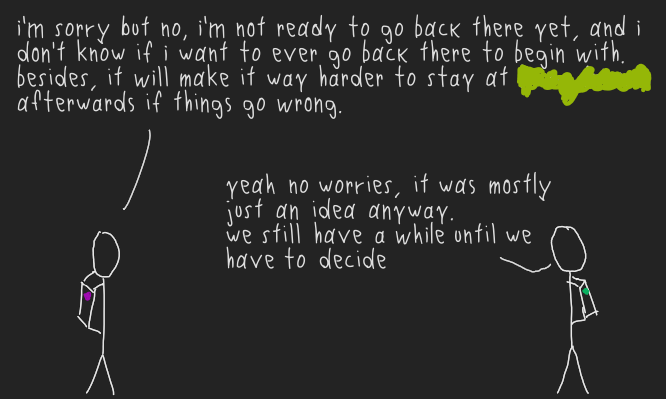 i'm sorry but no, i'm not ready to go back there yet, and i
don't know if i want to ever go back there to begin with.
besides, it will make it way harder to stay at
afterwards if things go wrong.
yeah no worries, it was mostly
just an idea anyway.
we still have a while until we
have to decide